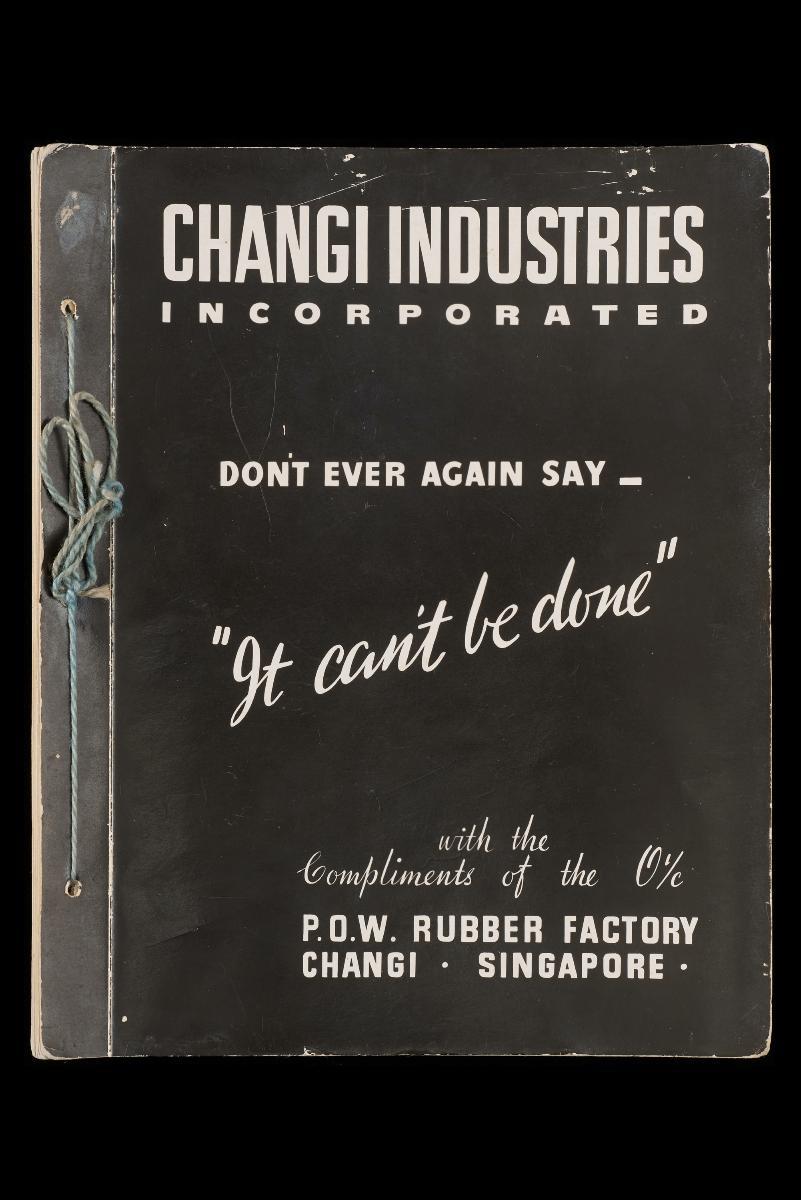 CHANGI INDUSTRIES
INCORPORATED
DON'T EVER AGAIN SAY –
"It can't be done"
with the
Compliments of the O/c
P.O.W. RUBBER FACTORY
CHANGI · SINGAPORE ·